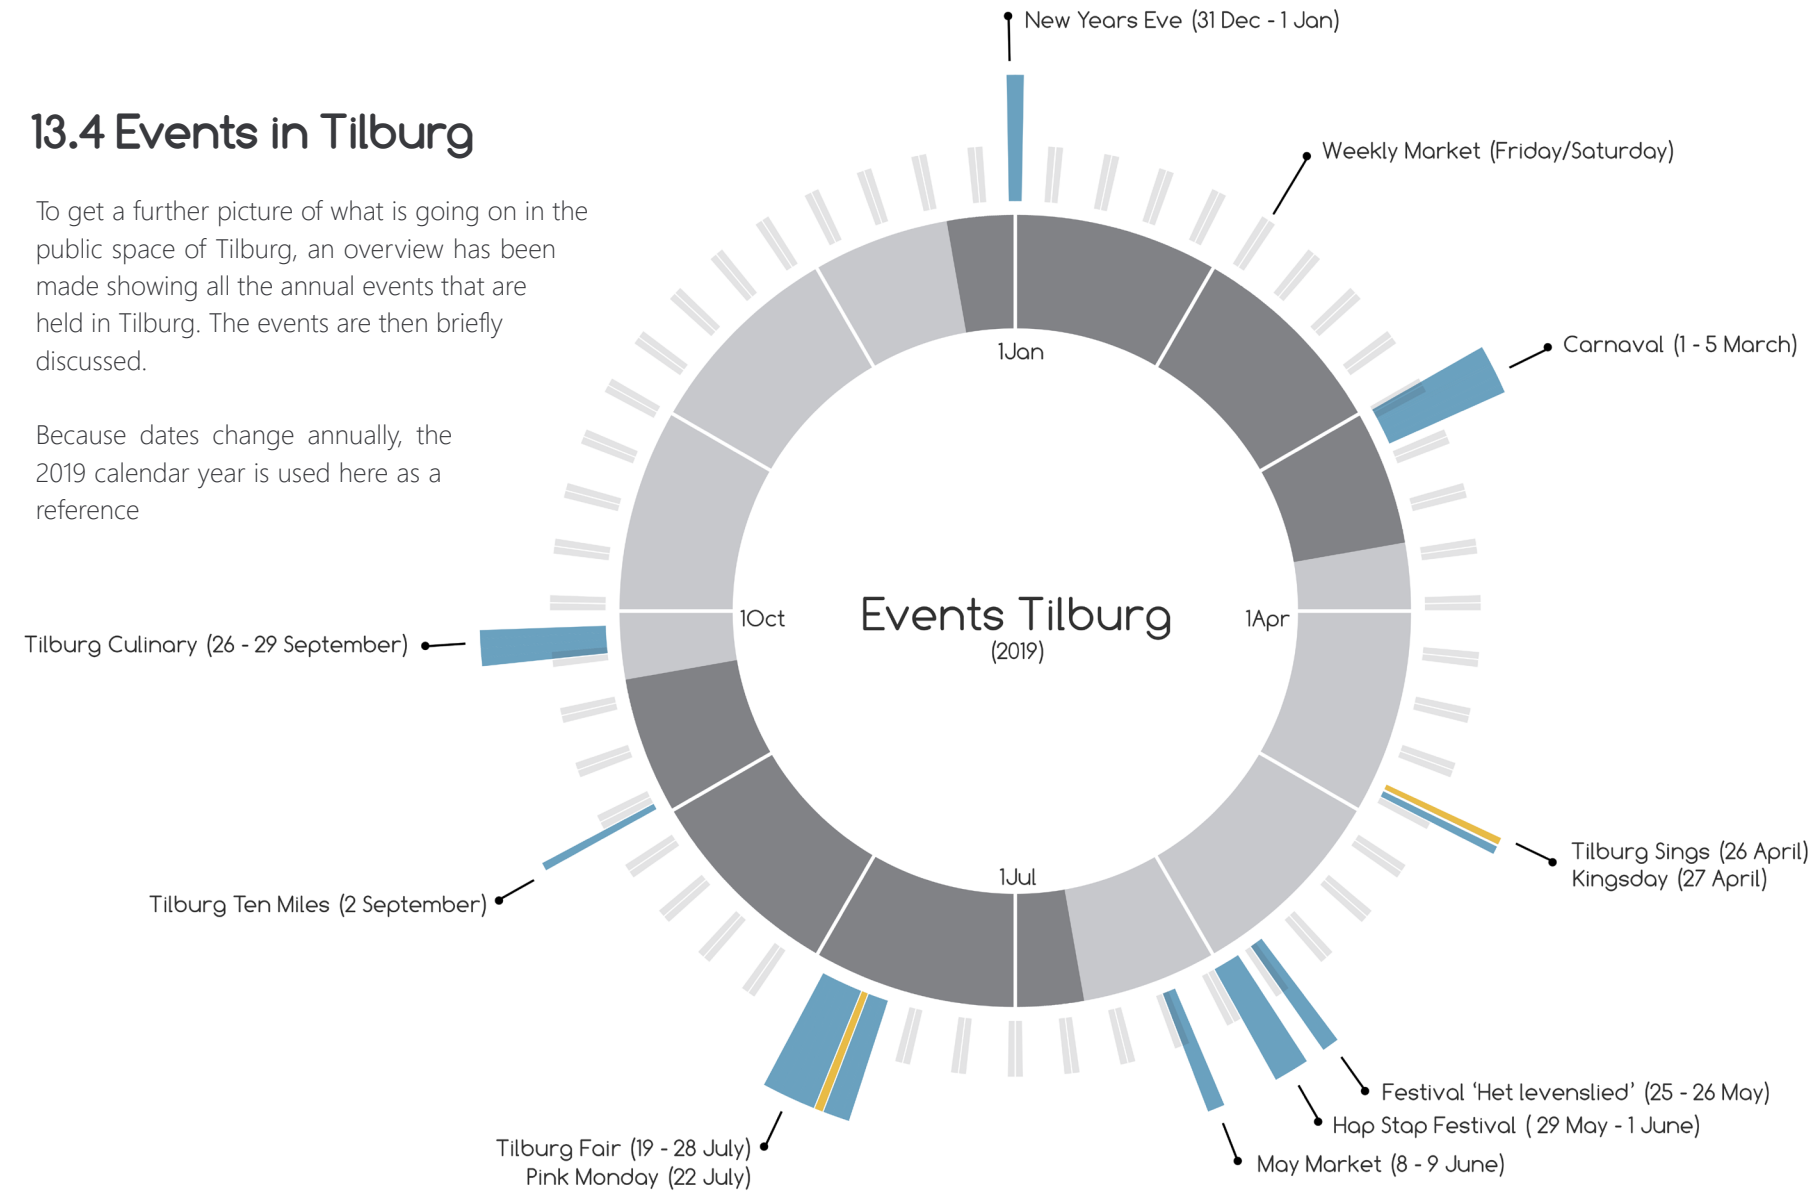 13.4 Events in Tilburg
To get a further picture of what is going on in the
public space of Tilburg, an overview has been
made showing all the annual events that are
held in Tilburg. The events are then briefly
discussed.
Because dates change annually, the
2019 calendar year is used here as a
reference
New Years Eve (31 Dec - 1 Jan)
Weekly Market (Friday/Saturday)
Carnaval (1 - 5 March)
Tilburg Sings (26 April)
Kingsday (27 April)
Festival ‘Het levenslied’ (25 - 26 May)
Hap Stap Festival ( 29 May - 1 June)
May Market (8 - 9 June)
Tilburg Fair (19 - 28 July)
Pink Monday (22 July)
Tilburg Ten Miles (2 September)
Tilburg Culinary (26 - 29 September)
1Jan
1Apr
1Jul
1Oct
Events Tilburg
(2019)